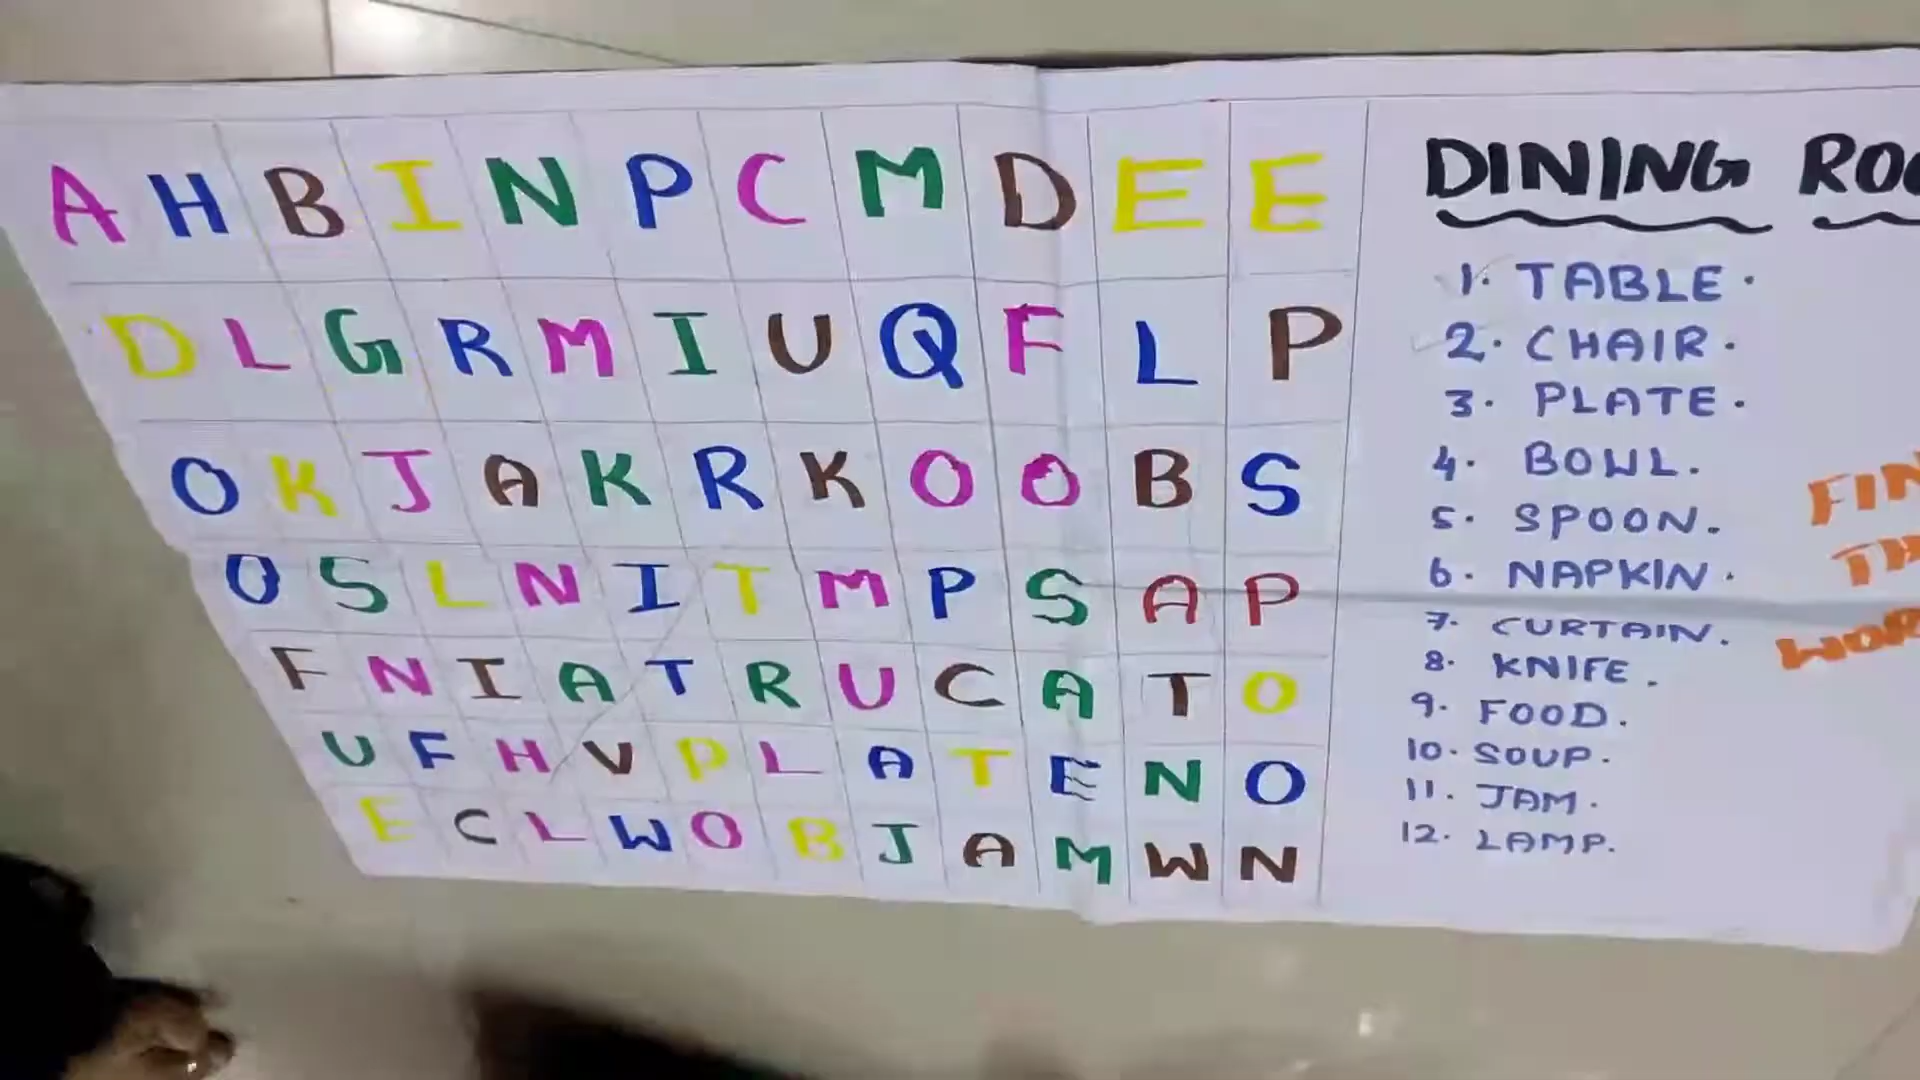 A H B I N P C M D E E
D L G R M I U Q F L P
O K J A K R K O O B S
O S L N I T M P S A P
F N I A T R U C A T O
U F H V P L A T E N O
E C L W O B J A M W N
DINING
1. TABLE.
2. CHAIR.
3. PLATE.
4. BOWL.
5. SPOON.
6. NAPKIN.
7. CURTAIN.
8. KNIFE.
9. FOOD.
10. SOUP.
11. JAM.
12. LAMP.